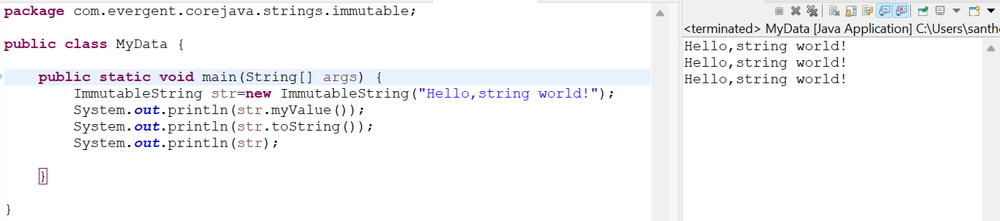 package com.evergent.corejava.strings.immutable;
public class MyData {
public static void main(String[] args) {
ImmutableString str=new ImmutableString("Hello,string world!");
System.out.println(str.myValue());
System.out.println(str.toString());
System.out.println(str);
}
}
<terminated> MyData [Java Application] C:\Users\santhe
Hello,string world!
Hello,string world!
Hello,string world!